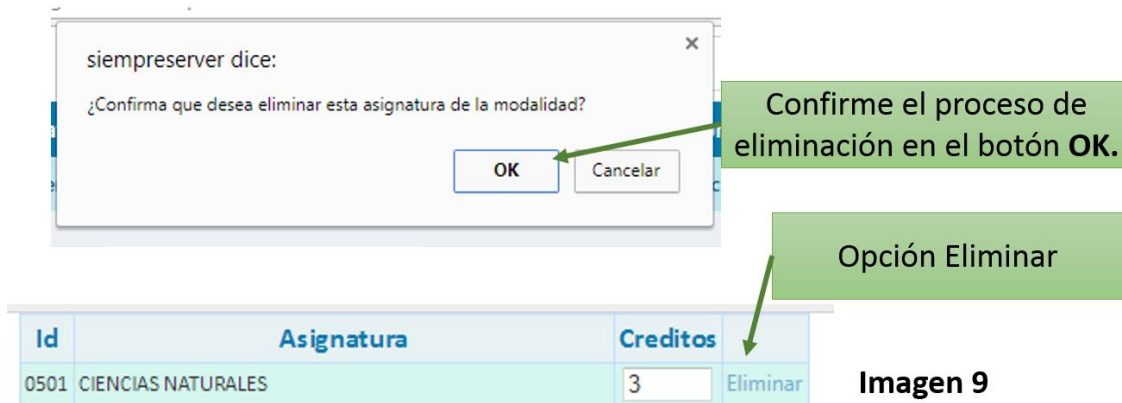 siempreserver dice:
×
¿Confirma que desea eliminar esta asignatura de la modalidad?
OK
Cancelar
Confirme el proceso de
eliminación en el botón OK.
Opción Eliminar
Id
Asignatura
Creditos
0501
CIENCIAS NATURALES
3
Eliminar
Imagen 9